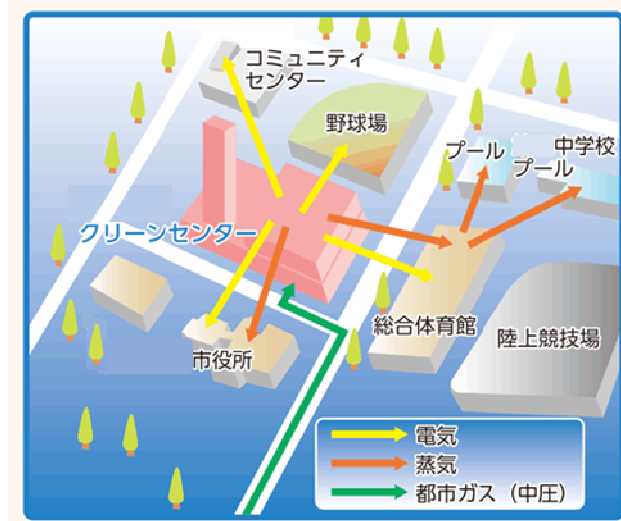 コミュニティ
センター
野球場
プール
中学校
プール
クリーンセンター
総合体育館
陸上競技場
市役所
電気
蒸気
都市ガス（中圧）